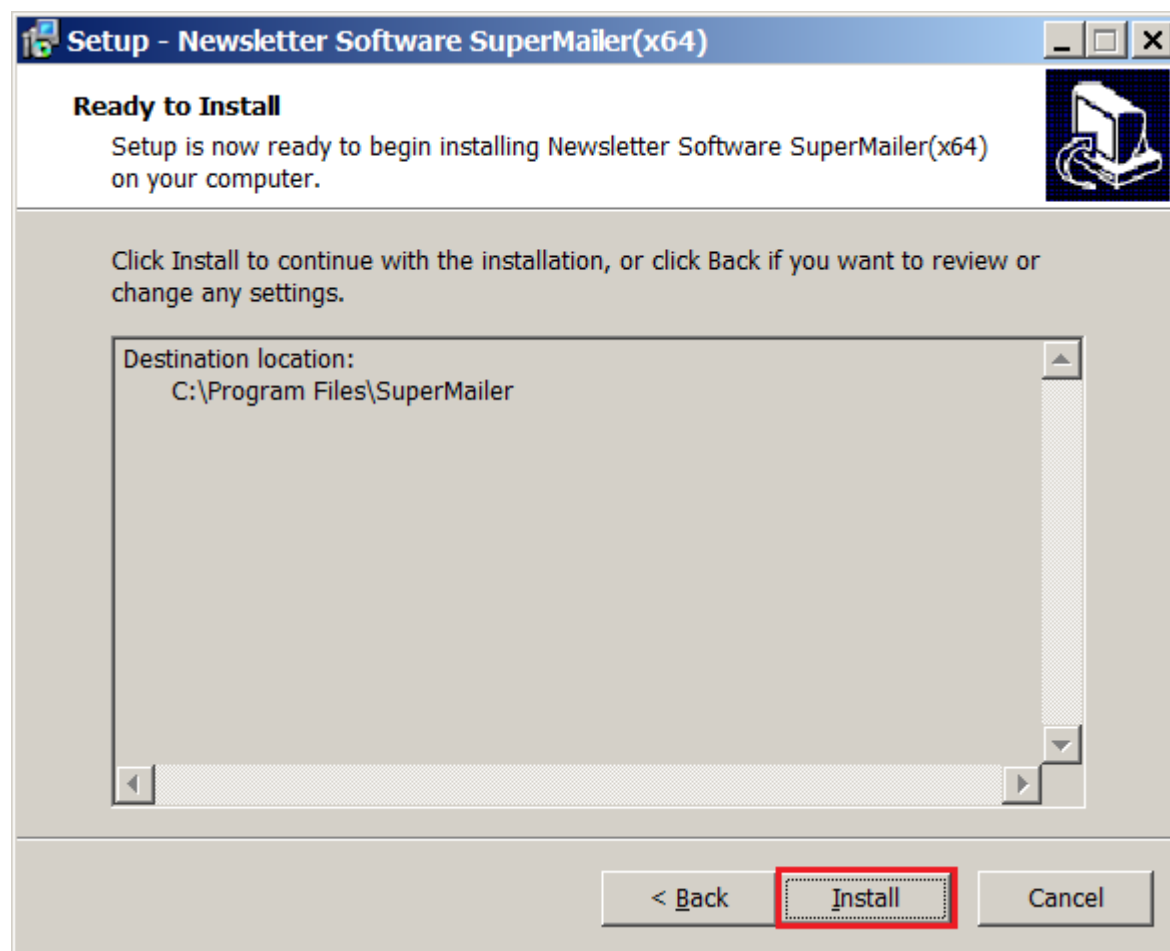 Setup - Newsletter Software SuperMailer(x64)
Ready to Install
Setup is now ready to begin installing Newsletter Software SuperMailer(x64)
on your computer.
Click Install to continue with the installation, or click Back if you want to review or
change any settings.
Destination location:
C:\Program Files\SuperMailer
< Back
Install
Cancel